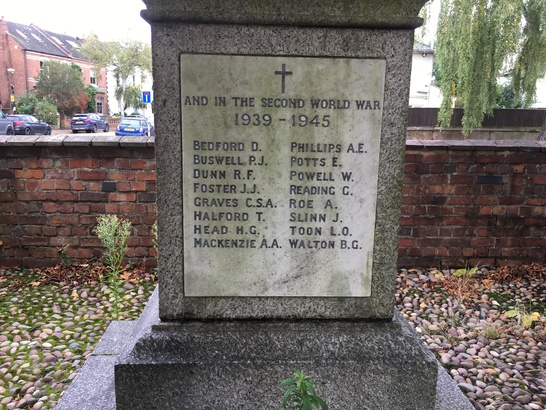 AND IN THE SECOND WORLD WAR
1939 - 1945
BEDFORD D.
BUSWELL P.J.
DUNN R.F.
FOSTER J.J.
GRAVES C.S.A.
HALFORD T.
HEAD H.G.
MACKENZIE A.A.
PHILLIPS A.E.
POTTS E.
POWELL W.
READING G.
ROE A.
SLINN J.
TOON L.O.
WALTON B.G.